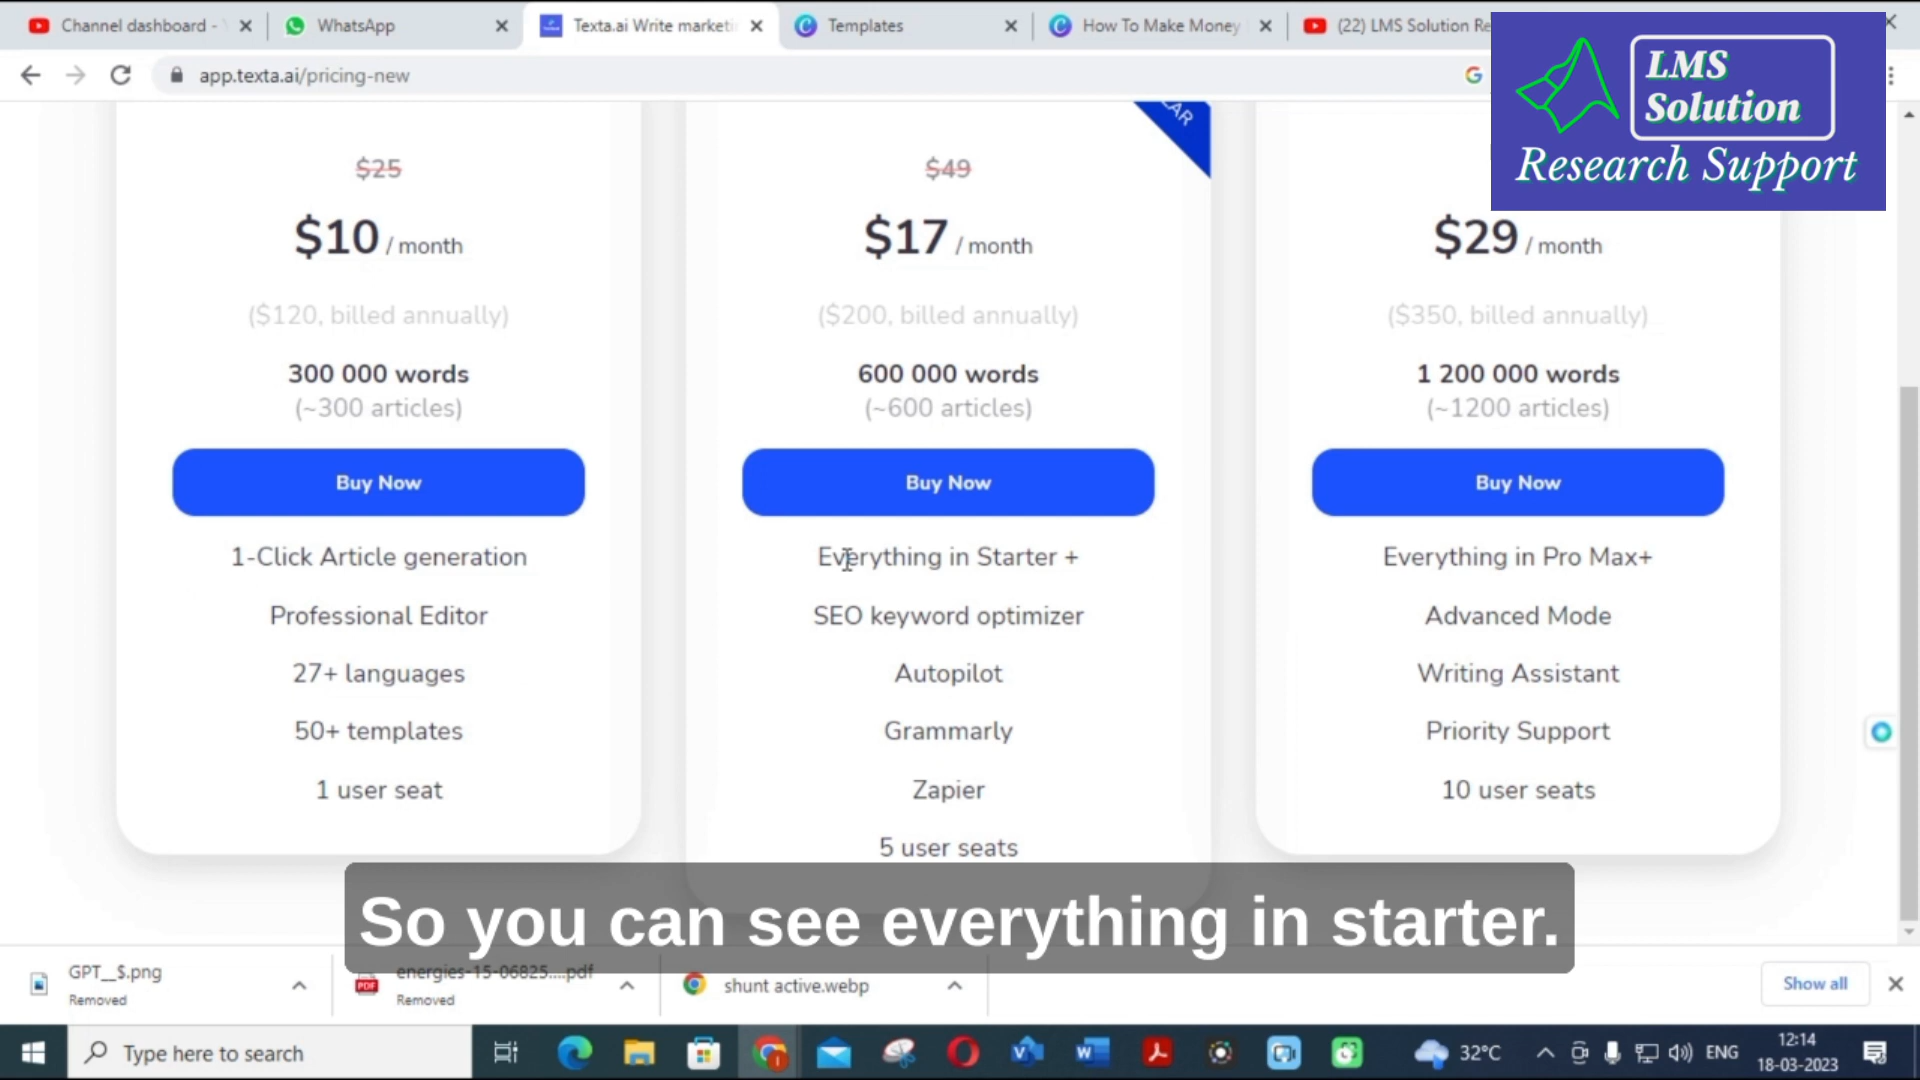 Channel dashboard -
WhatsApp
Texta.ai Write marketi
Templates
How To Make Money
(22) LMS Solution Re
app.texta.ai/pricing-new
LMS
Solution
Research Support
$25
$10 / month
($120, billed annually)
300 000 words
(~300 articles)
Buy Now
1-Click Article generation
Professional Editor
27+ languages
50+ templates
1 user seat
$49
$17 / month
($200, billed annually)
600 000 words
(~600 articles)
Buy Now
Everything in Starter +
SEO keyword optimizer
Autopilot
Grammarly
Zapier
5 user seats
$29 / month
($350, billed annually)
1 200 000 words
(~1200 articles)
Buy Now
Everything in Pro Max+
Advanced Mode
Writing Assistant
Priority Support
10 user seats
So you can see everything in starter.
GPT__$.png
Removed
energies-15-06825....pdf
Removed
shunt active.webp
Show all
Type here to search
32°C
ENG
12:14
18-03-2023